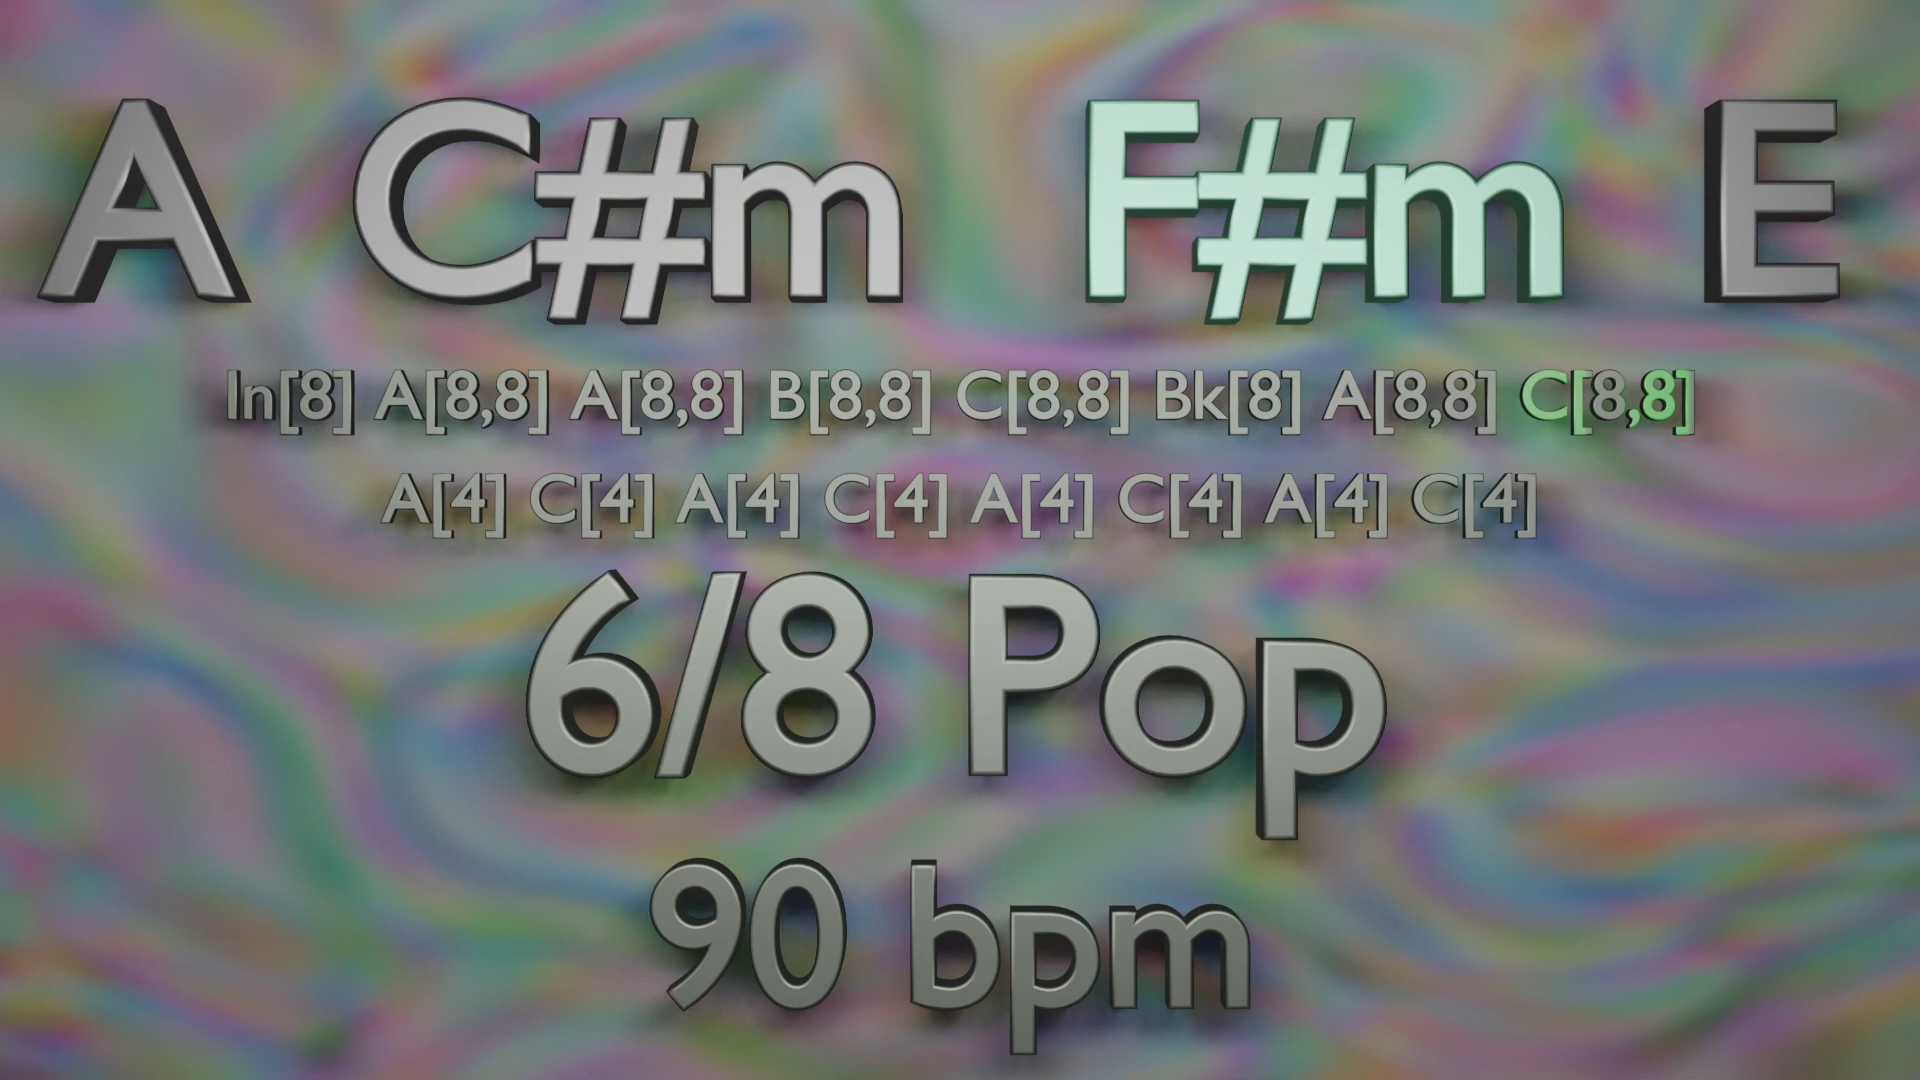 A C#m F#m E
In[8] A[8,8] A[8,8] B[8,8] C[8,8] Bk[8] A[8,8] C[8,8]
A[4] C[4] A[4] C[4] A[4] C[4] A[4] C[4]
6/8 Pop
90 bpm